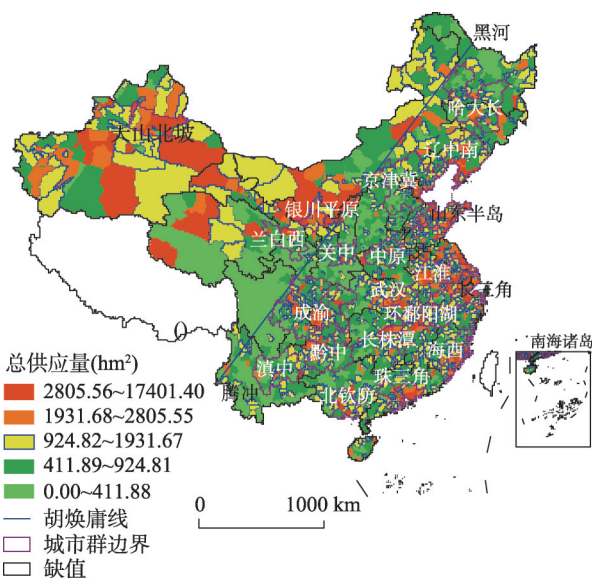 黑河
哈大长
天山北坡
辽中南
京津冀
银川平原
山东半岛
兰白西
关中
中原
江淮
武汉
长三角
成渝
环鄱阳湖
长株潭
黔中
海西
滇中
珠三角
北钦防
腾冲
南海诸岛
总供应量(hm²)
2805.56~17401.40
1931.68~2805.55
924.82~1931.67
411.89~924.81
0.00~411.88
胡焕庸线
城市群边界
缺值
0 1000 km